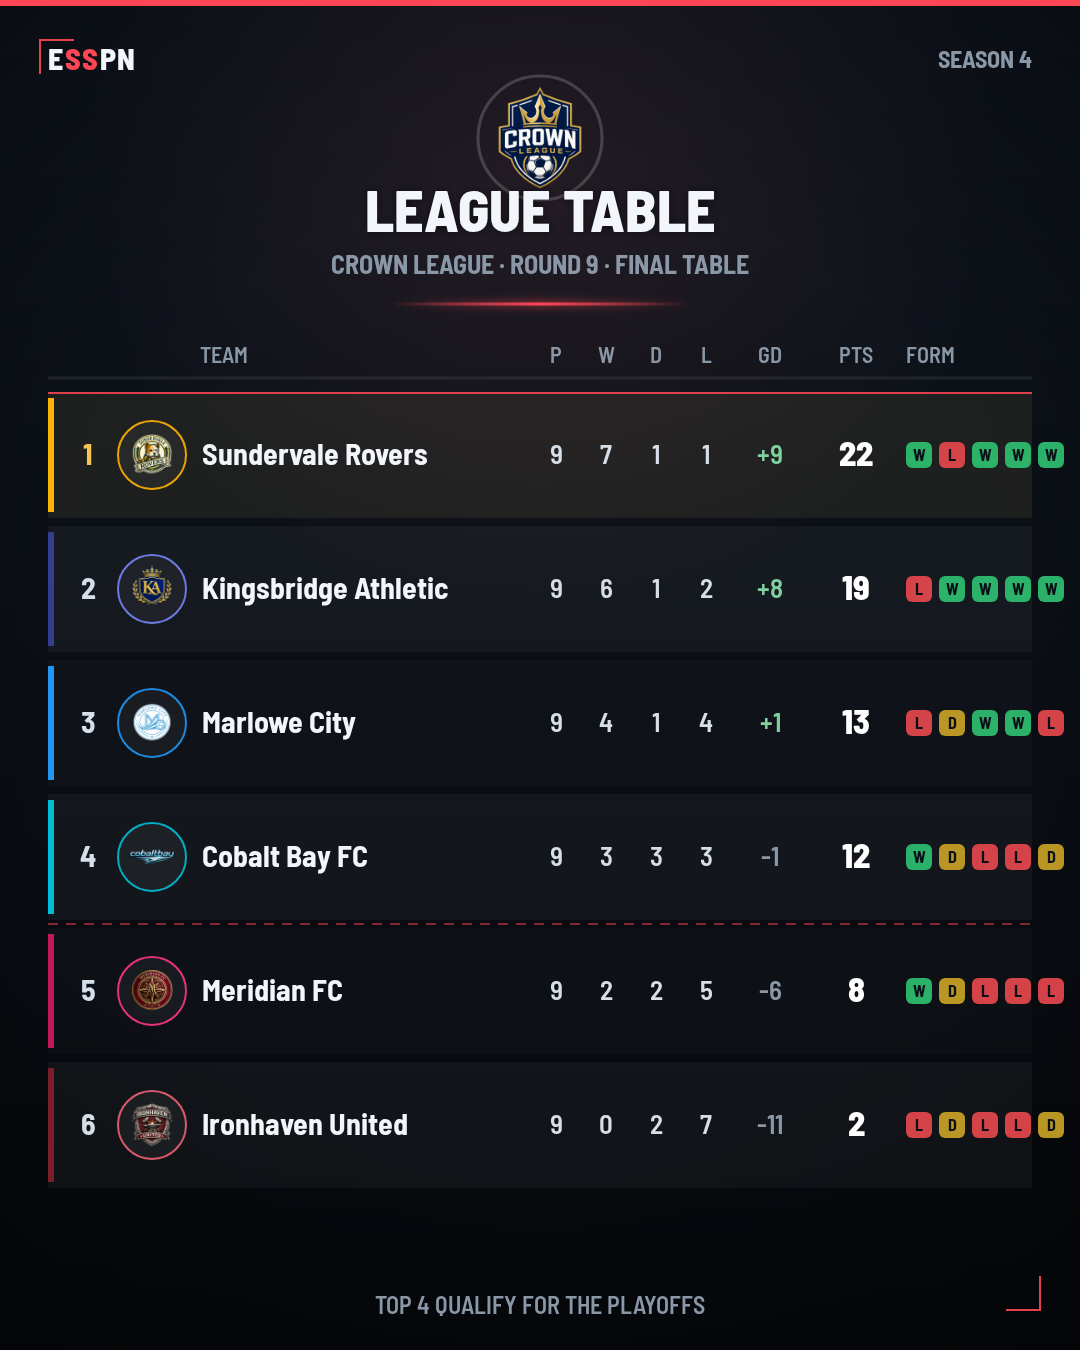 ESSPN
SEASON 4
CROWN
LEAGUE
LEAGUE TABLE
CROWN LEAGUE · ROUND 9 · FINAL TABLE
TEAM P W D L GD PTS FORM
1 Sundervale Rovers 9 7 1 1 +9 22 W L W W W
2 KA Kingsbridge Athletic 9 6 1 2 +8 19 L W W W W
3 Marlowe City 9 4 1 4 +1 13 L D W W L
4 cobaltbay Cobalt Bay FC 9 3 3 3 -1 12 W D L L D
5 Meridian FC 9 2 2 5 -6 8 W D L L L
6 IRONHAVEN UNITED Ironhaven United 9 0 2 7 -11 2 L D L L D
TOP 4 QUALIFY FOR THE PLAYOFFS